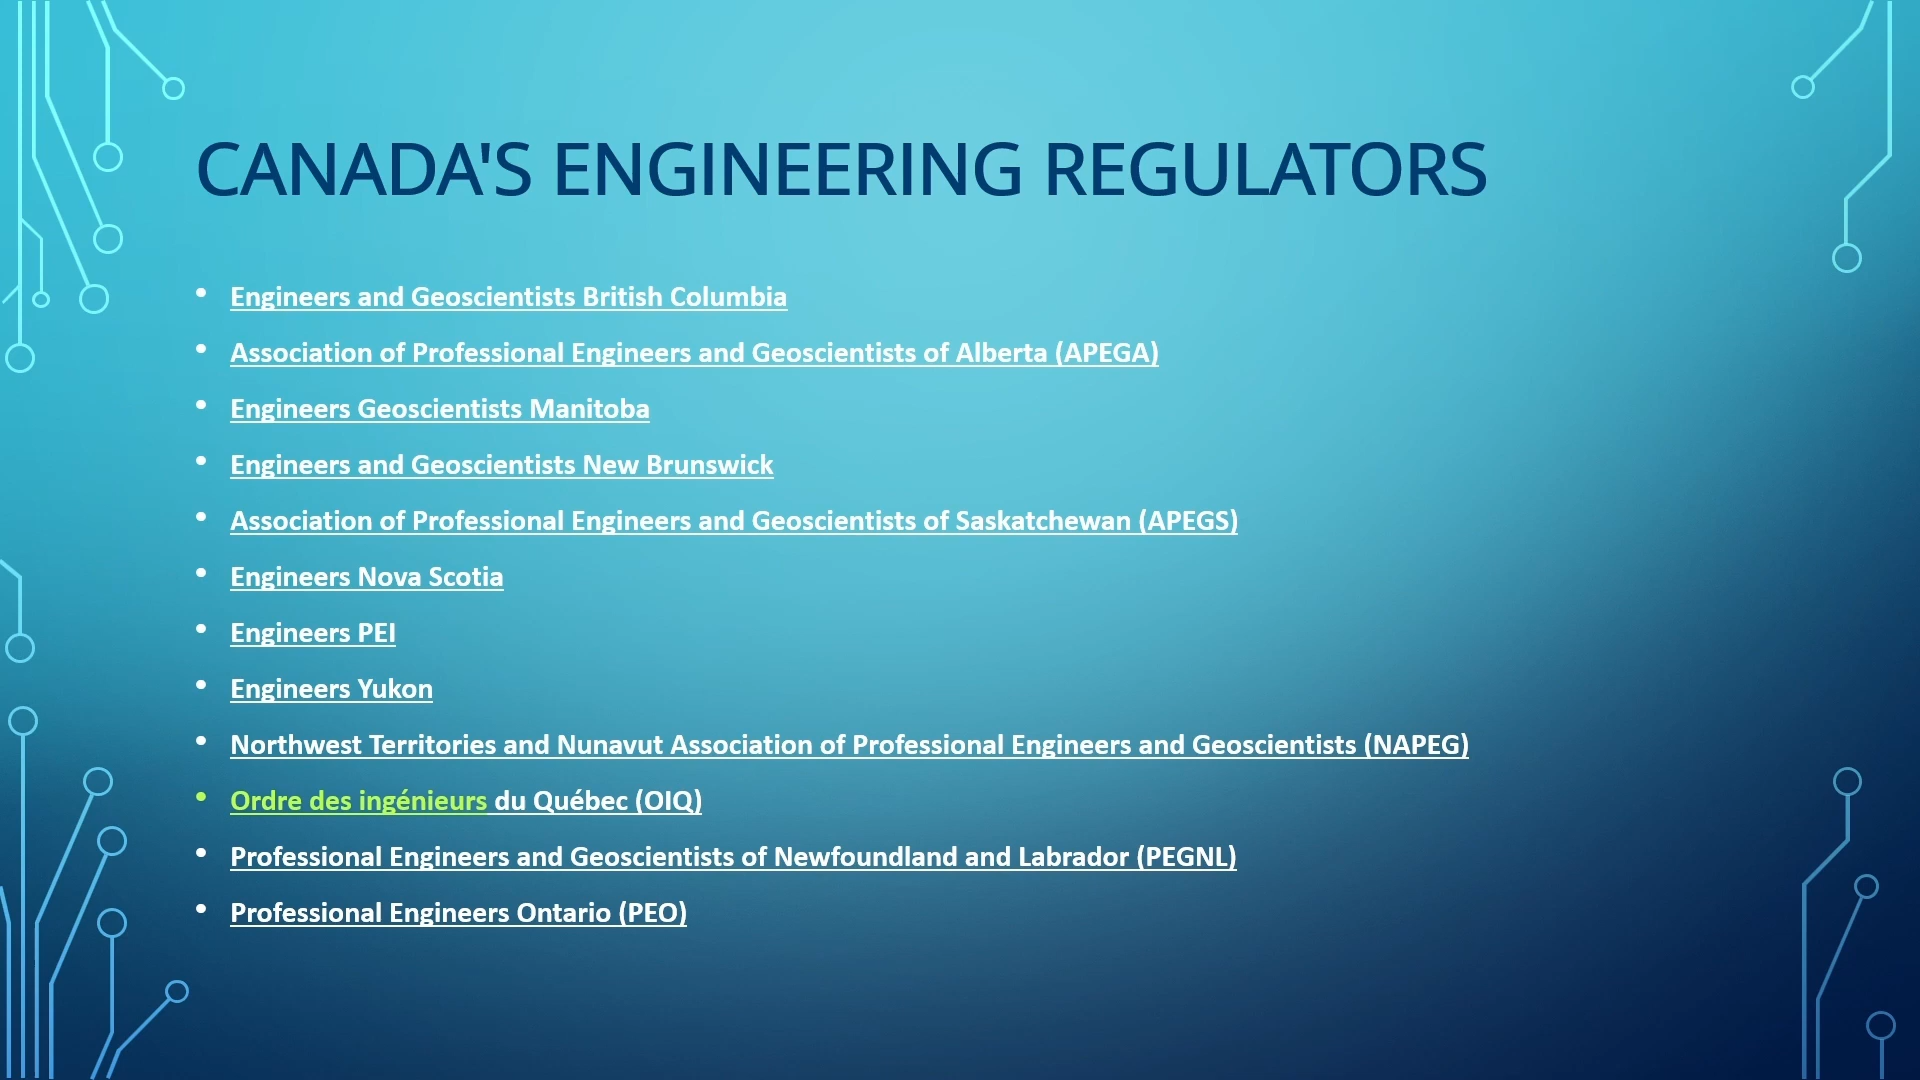 CANADA'S ENGINEERING REGULATORS
• Engineers and Geoscientists British Columbia
• Association of Professional Engineers and Geoscientists of Alberta (APEGA)
• Engineers Geoscientists Manitoba
• Engineers and Geoscientists New Brunswick
• Association of Professional Engineers and Geoscientists of Saskatchewan (APEGS)
• Engineers Nova Scotia
• Engineers PEI
• Engineers Yukon
• Northwest Territories and Nunavut Association of Professional Engineers and Geoscientists (NAPEG)
• Ordre des ingénieurs du Québec (OIQ)
• Professional Engineers and Geoscientists of Newfoundland and Labrador (PEGNL)
• Professional Engineers Ontario (PEO)